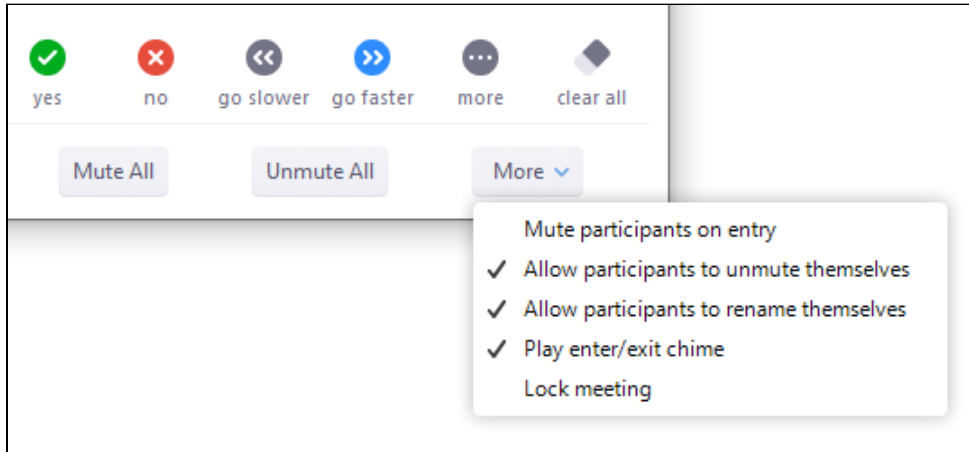 yes no go slower go faster more clear all
Mute All Unmute All More
Mute participants on entry
Allow participants to unmute themselves
Allow participants to rename themselves
Play enter/exit chime
Lock meeting